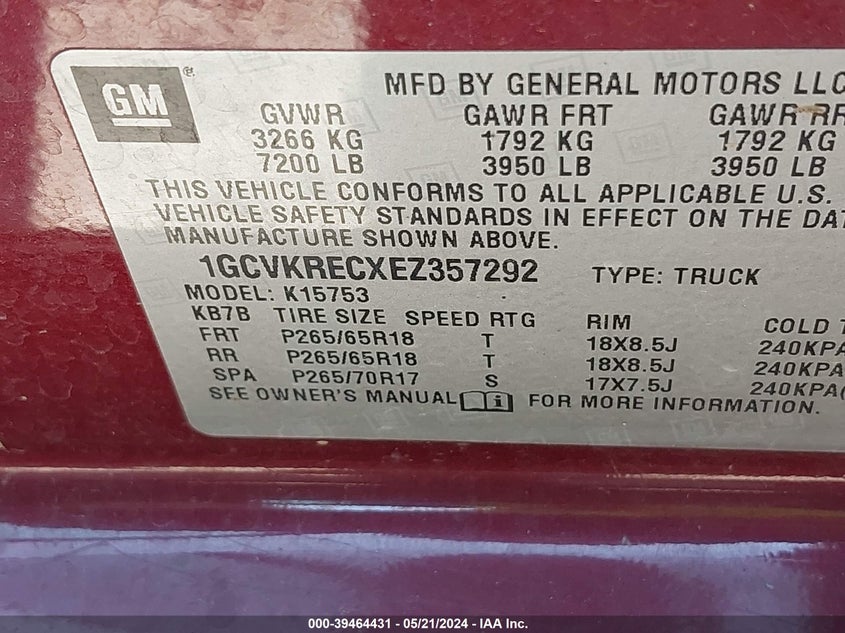 GM ® MFD BY GENERAL MOTORS LLC
GVWR GAWR FRT GAWR RR
3266 KG 1792 KG 1792 KG
7200 LB 3950 LB 3950 LB
THIS VEHICLE CONFORMS TO ALL APPLICABLE U.S.
VEHICLE SAFETY STANDARDS IN EFFECT ON THE DAT
MANUFACTURE SHOWN ABOVE.
1GCVKRECXEZ357292 TYPE: TRUCK
MODEL: K15753
KB7B TIRE SIZE SPEED RTG RIM COLD T
FRT P265/65R18 T 18X8.5J 240KPA
RR P265/65R18 T 18X8.5J 240KPA
SPA P265/70R17 S 17X7.5J 240KPA(
SEE OWNER'S MANUAL FOR MORE INFORMATION.
000-39464431 - 05/21/2024 - IAA Inc.